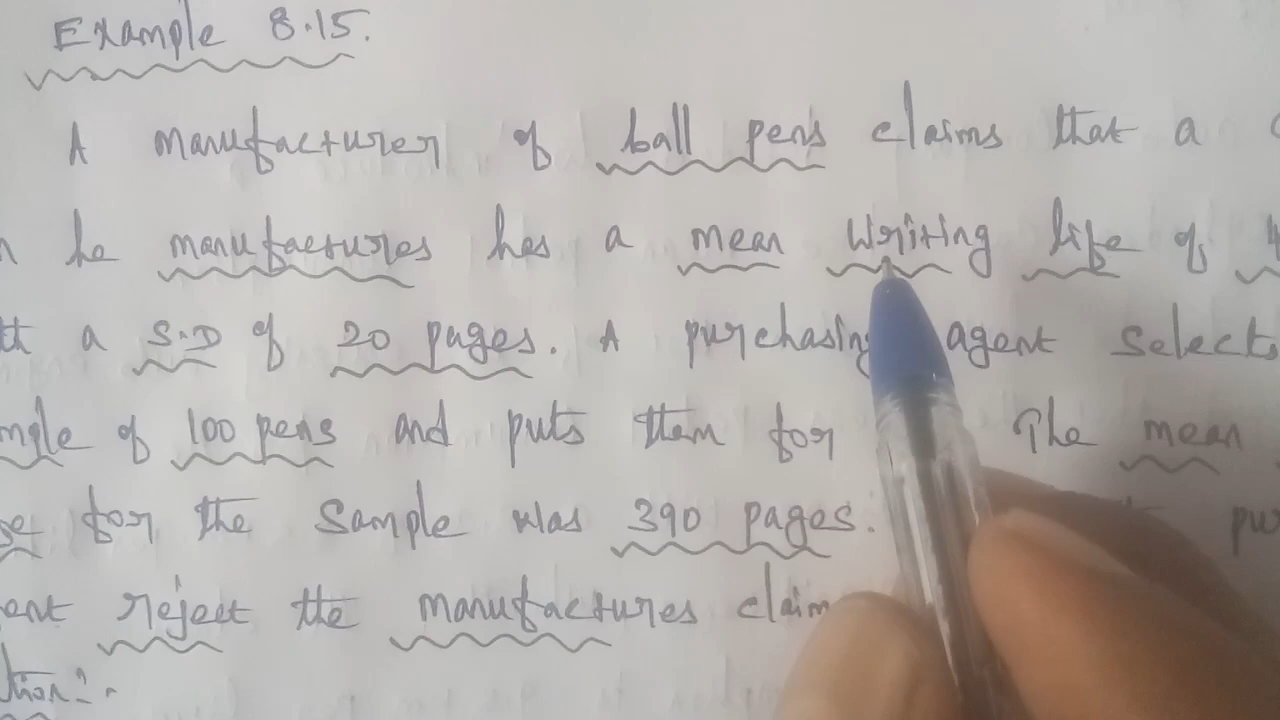 Example 8.15.
A manufacturer of ball pens claims that a
he manufactures has a mean writing life of
a S.D of 20 pages. A purchasing agent selects
of 100 pens and puts them for The mean
for the sample was 390 pages.
reject the manufactures claim